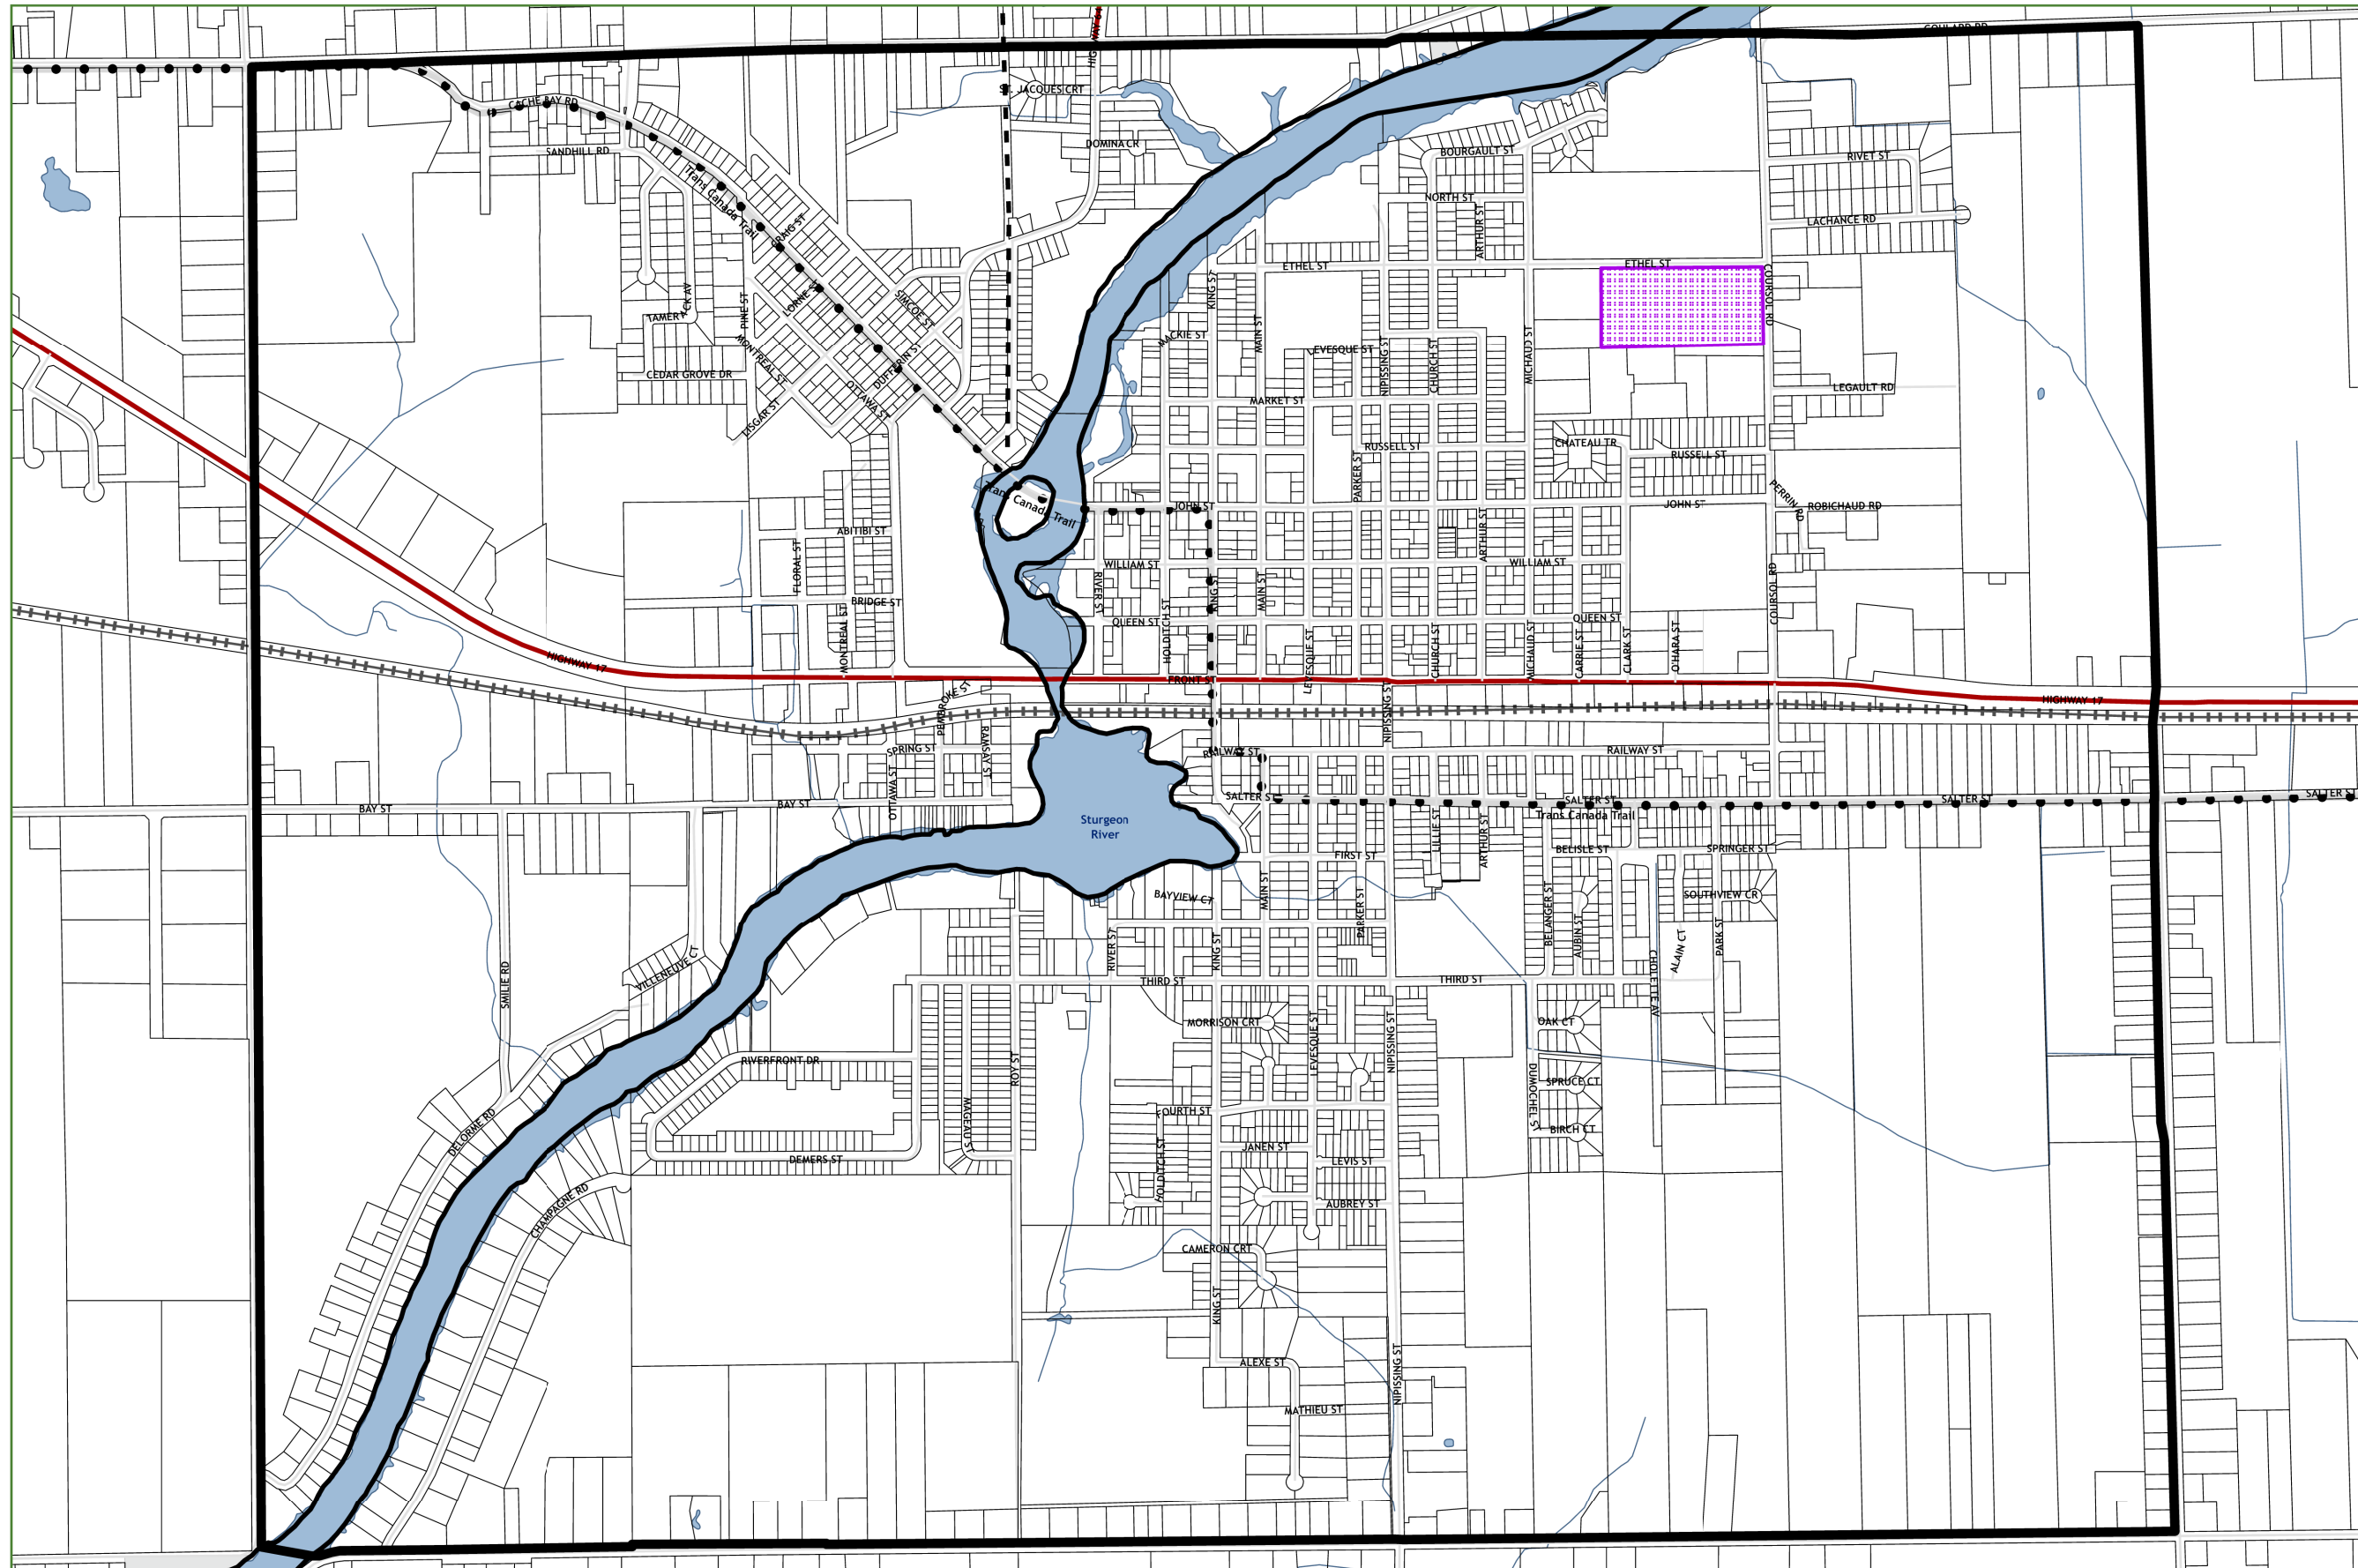 GOULARD RD
HIGHWAY
ST. JACQUES CRT
CACHE BAY RD
DOMINA CR
SANDHILL RD
BOURGAULT ST
RIVET ST
Trans Canada Trail
NORTH ST
ARTHUR ST
LACHANCE RD
CRAIG ST
ETHEL ST
ETHEL ST
COURSOL RD
KING ST
LORNE ST
SIMCOE ST
PINE ST
MAIN ST
MACKIE ST
MICHAUD ST
MONTREAL ST
LEVESQUE ST
NIPISSING ST
CHURCH ST
DUFFERIN ST
CEDAR GROVE DR
OTTAWA ST
LEGAULT RD
MARKET ST
LISGAR ST
RUSSELL ST
CHATEAU TR
RUSSELL ST
PARKER ST
Trans Canada Trail
JOHN ST
JOHN ST
PERRIN RD
ROBICHAUD RD
ABITIBI ST
ARTHUR ST
FLORAL ST
WILLIAM ST
WILLIAM ST
RIVER ST
KING ST
MAIN ST
COURSOL RD
BRIDGE ST
MONTREAL ST
QUEEN ST
QUEEN ST
HOLDITCH ST
LEVESQUE ST
CHURCH ST
MICHAUD ST
CARRIE ST
CLARK ST
O'HARA ST
HIGHWAY 17
FRONT ST
HIGHWAY 17
PEMBROKE ST
NIPISSING ST
SPRING ST
RAMSAY ST
RAILWAY ST
RAILWAY ST
OTTAWA ST
BAY ST
BAY ST
SALTER ST
SALTER ST
SALTER ST
SALTER ST
Trans Canada Trail
Sturgeon
River
LILLIE ST
ARTHUR ST
FIRST ST
BELISLE ST
SPRINGER ST
BAYVIEW CT
MAIN ST
SOUTHVIEW CR
PARKER ST
BELANGER ST
AUBIN ST
ALAIN CT
PARK ST
RIVER ST
KING ST
VILLENEUVE CT
SMILIE RD
THIRD ST
THIRD ST
CHOLETTE AV
MORRISON CRT
OAK CT
LEVESQUE ST
NIPISSING ST
RIVERFRONT DR
ROY ST
SPRUCE CT
DUMOCHEL ST
FOURTH ST
MAGEAU ST
DELORME RD
BIRCH CT
JANEN ST
HOLDITCH ST
DEMERS ST
LEVIS ST
CHAMPAGNE RD
AUBREY ST
CAMERON CRT
KING ST
ALEXE ST
NIPISSING ST
MATHIEU ST